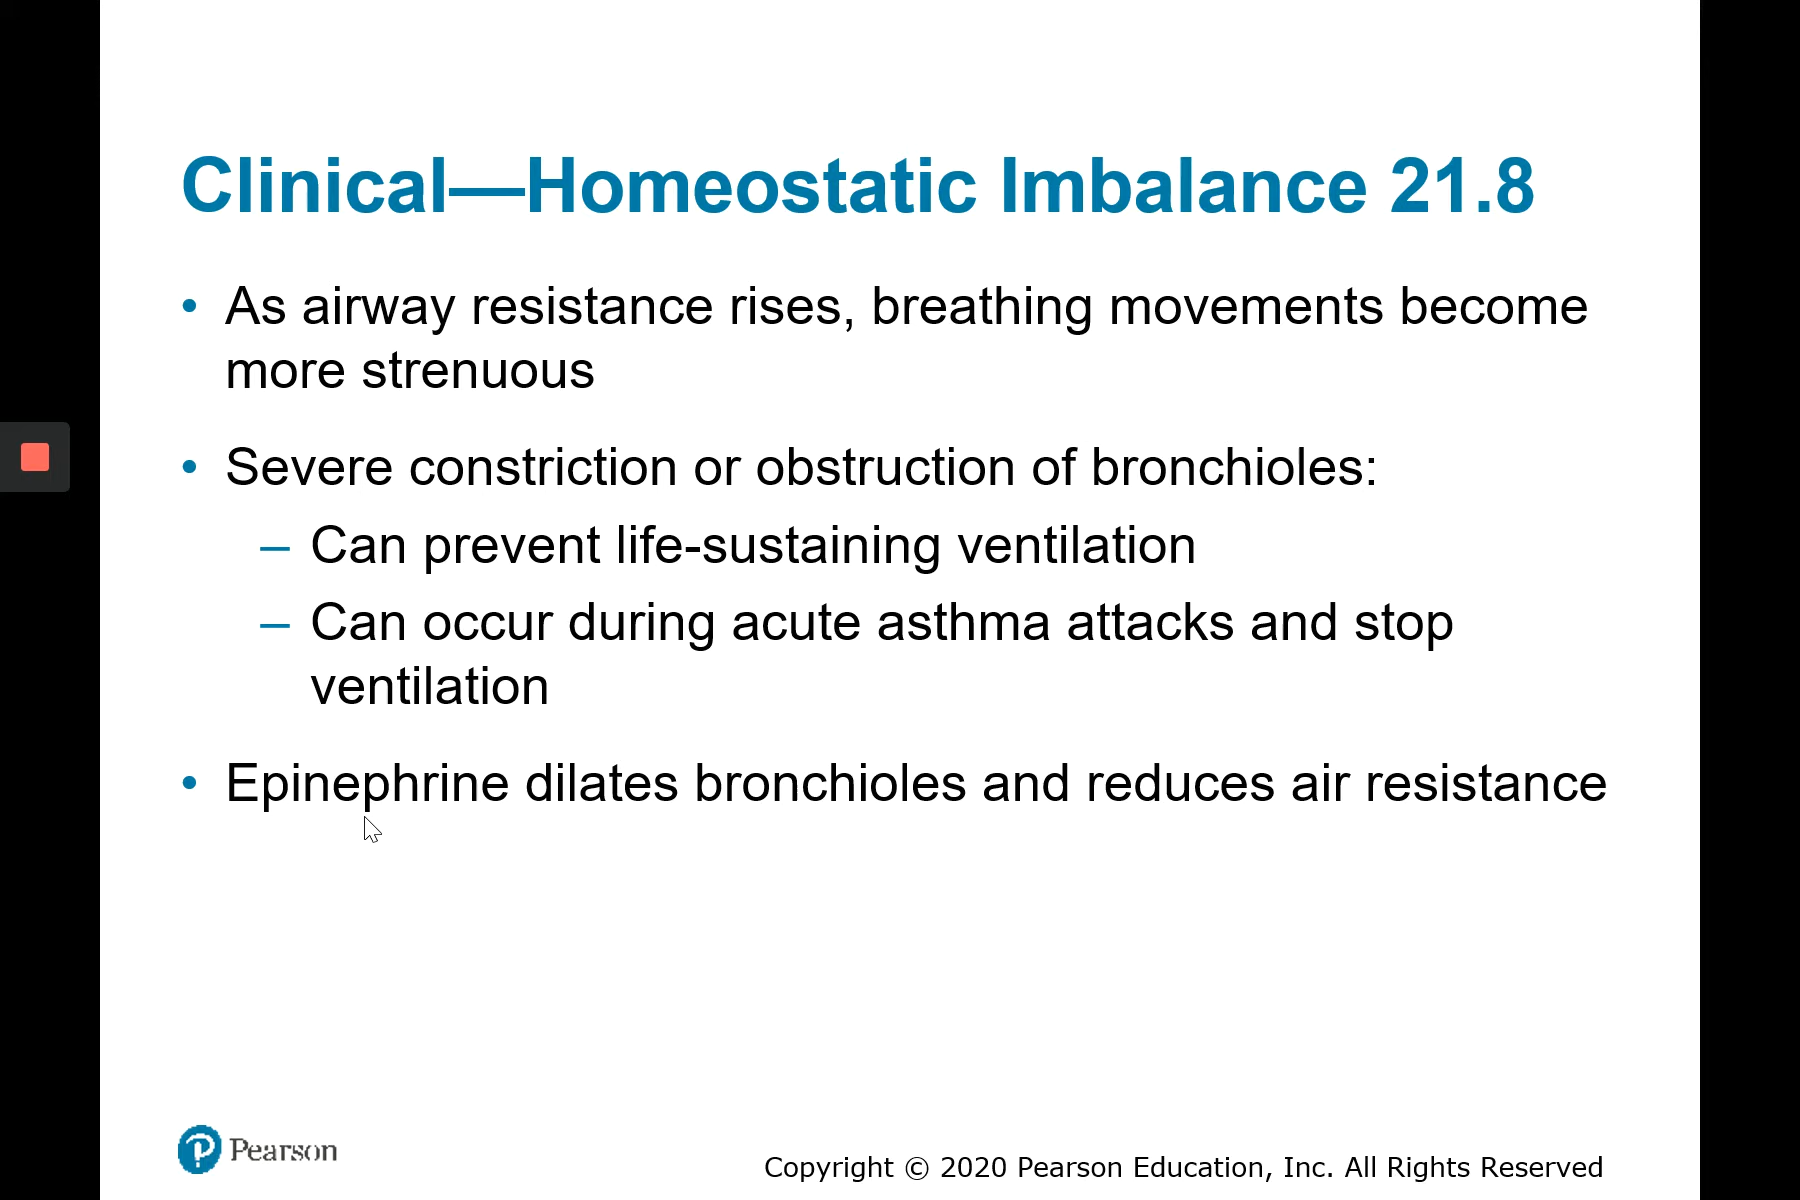 Clinical—Homeostatic Imbalance 21.8
• As airway resistance rises, breathing movements become
more strenuous
• Severe constriction or obstruction of bronchioles:
– Can prevent life-sustaining ventilation
– Can occur during acute asthma attacks and stop
ventilation
• Epinephrine dilates bronchioles and reduces air resistance
Pearson
Copyright © 2020 Pearson Education, Inc. All Rights Reserved